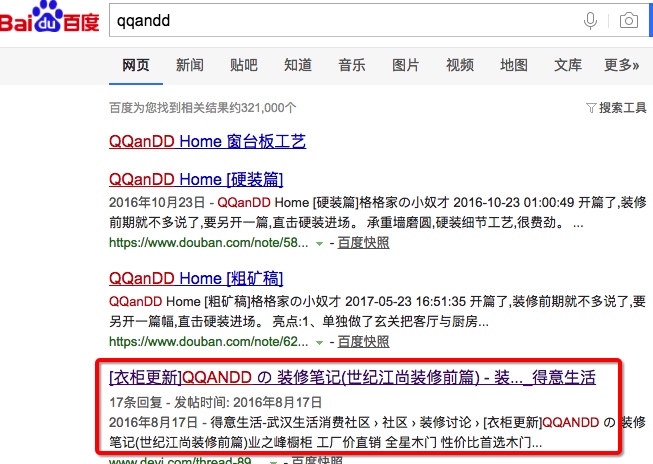 Bai du 百度
qqandd
网页 新闻 贴吧 知道 音乐 图片 视频 地图 文库 更多»
百度为您找到相关结果约321,000个 搜索工具
QQanDD Home 窗台板工艺
QQanDD Home [硬装篇]
2016年10月23日 - QQanDD Home [硬装篇]格格家の小奴才 2016-10-23 01:00:49 开篇了,装修
前期就不多说了,要另开一篇,直击硬装进场。 承重墙磨圆,硬装细节工艺,很费劲。 ...
https://www.douban.com/note/58... - 百度快照
QQanDD Home [粗矿稿]
QQanDD Home [粗矿稿]格格家の小奴才 2017-05-23 16:51:35 开篇了,装修前期就不多说了,要
另开一篇幅,直击硬装进场。 亮点:1、单独做了玄关把客厅与厨房...
https://www.douban.com/note/62... - 百度快照
[衣柜更新]QQANDD の 装修笔记(世纪江尚装修前篇) - 装..._得意生活
17条回复 - 发帖时间: 2016年8月17日
2016年8月17日 - 得意生活-武汉生活消费社区 › 社区 › 装修讨论 › [衣柜更新]QQANDD の 装修
笔记(世纪江尚装修前篇)业之峰橱柜 工厂价直销 全星木门 性价比首选木门...
www.deyi.com/thread-89...